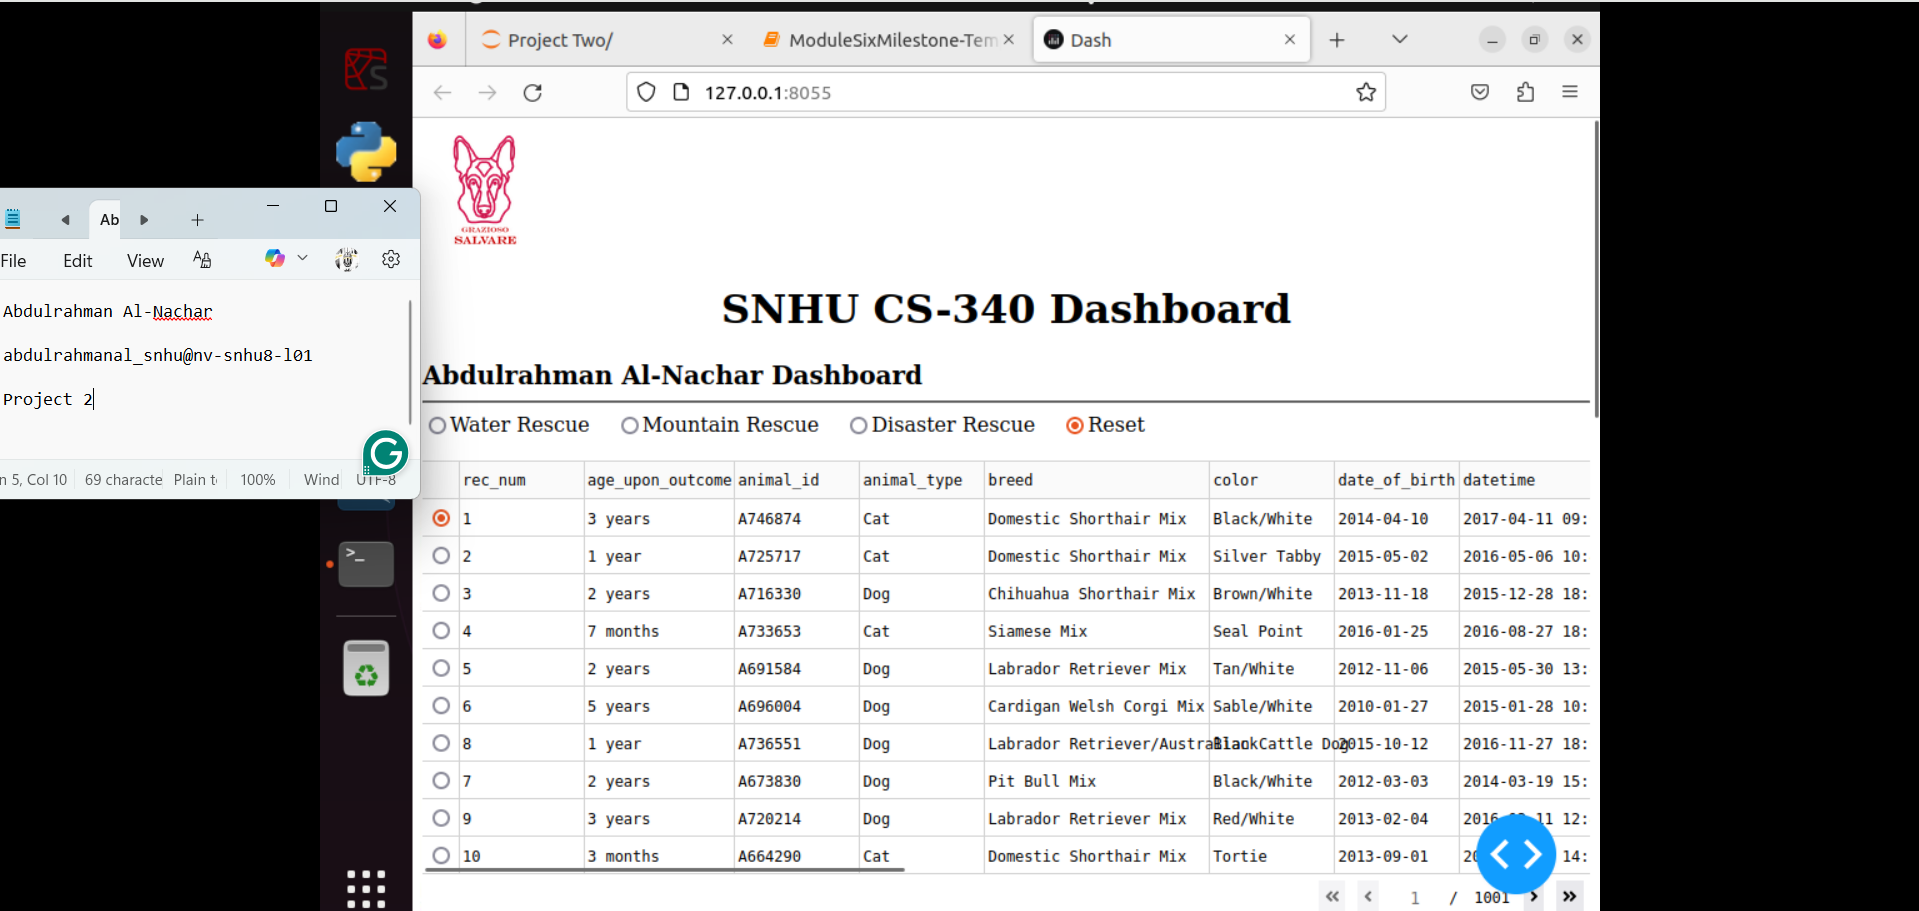 Project Two/
ModuleSixMilestone-Tem
Dash
127.0.0.1:8055
GRAZIOSO
SALVARE
SNHU CS-340 Dashboard
Abdulrahman Al-Nachar Dashboard
Water Rescue Mountain Rescue Disaster Rescue Reset
rec_num age_upon_outcome animal_id animal_type breed color date_of_birth datetime
1 3 years A746874 Cat Domestic Shorthair Mix Black/White 2014-04-10 2017-04-11 09:
2 1 year A725717 Cat Domestic Shorthair Mix Silver Tabby 2015-05-02 2016-05-06 10:
3 2 years A716330 Dog Chihuahua Shorthair Mix Brown/White 2013-11-18 2015-12-28 18:
4 7 months A733653 Cat Siamese Mix Seal Point 2016-01-25 2016-08-27 18:
5 2 years A691584 Dog Labrador Retriever Mix Tan/White 2012-11-06 2015-05-30 13:
6 5 years A696004 Dog Cardigan Welsh Corgi Mix Sable/White 2010-01-27 2015-01-28 10:
8 1 year A736551 Dog Labrador Retriever/Australian Cattle Dog Black 2015-10-12 2016-11-27 18:
7 2 years A673830 Dog Pit Bull Mix Black/White 2012-03-03 2014-03-19 15:
9 3 years A720214 Dog Labrador Retriever Mix Red/White 2013-02-04 11 12:
10 3 months A664290 Cat Domestic Shorthair Mix Tortie 2013-09-01 14:
1 / 1001
Ab
File Edit View
Abdulrahman Al-Nachar
abdulrahmanal_snhu@nv-snhu8-l01
Project 2
n 5, Col 10 69 characte Plain t 100% Wind UTF-8